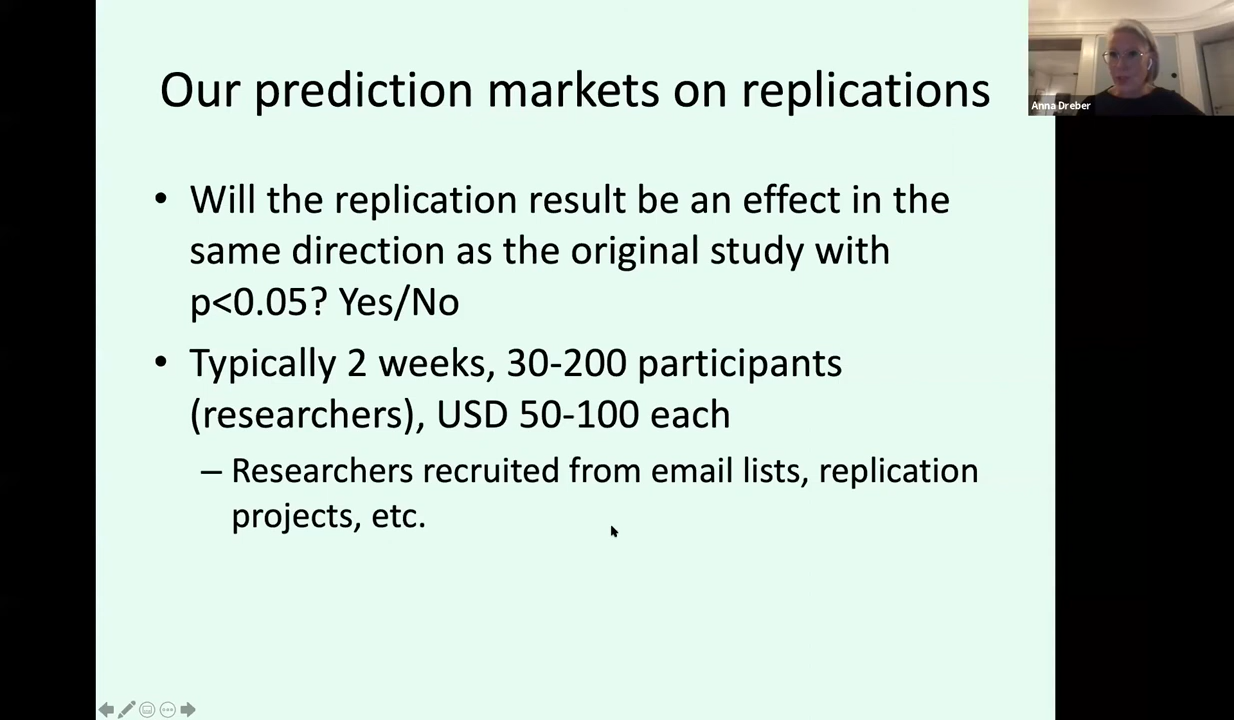 Our prediction markets on replications
Anna Dreber
• Will the replication result be an effect in the
same direction as the original study with
p<0.05? Yes/No
• Typically 2 weeks, 30-200 participants
(researchers), USD 50-100 each
– Researchers recruited from email lists, replication
projects, etc.